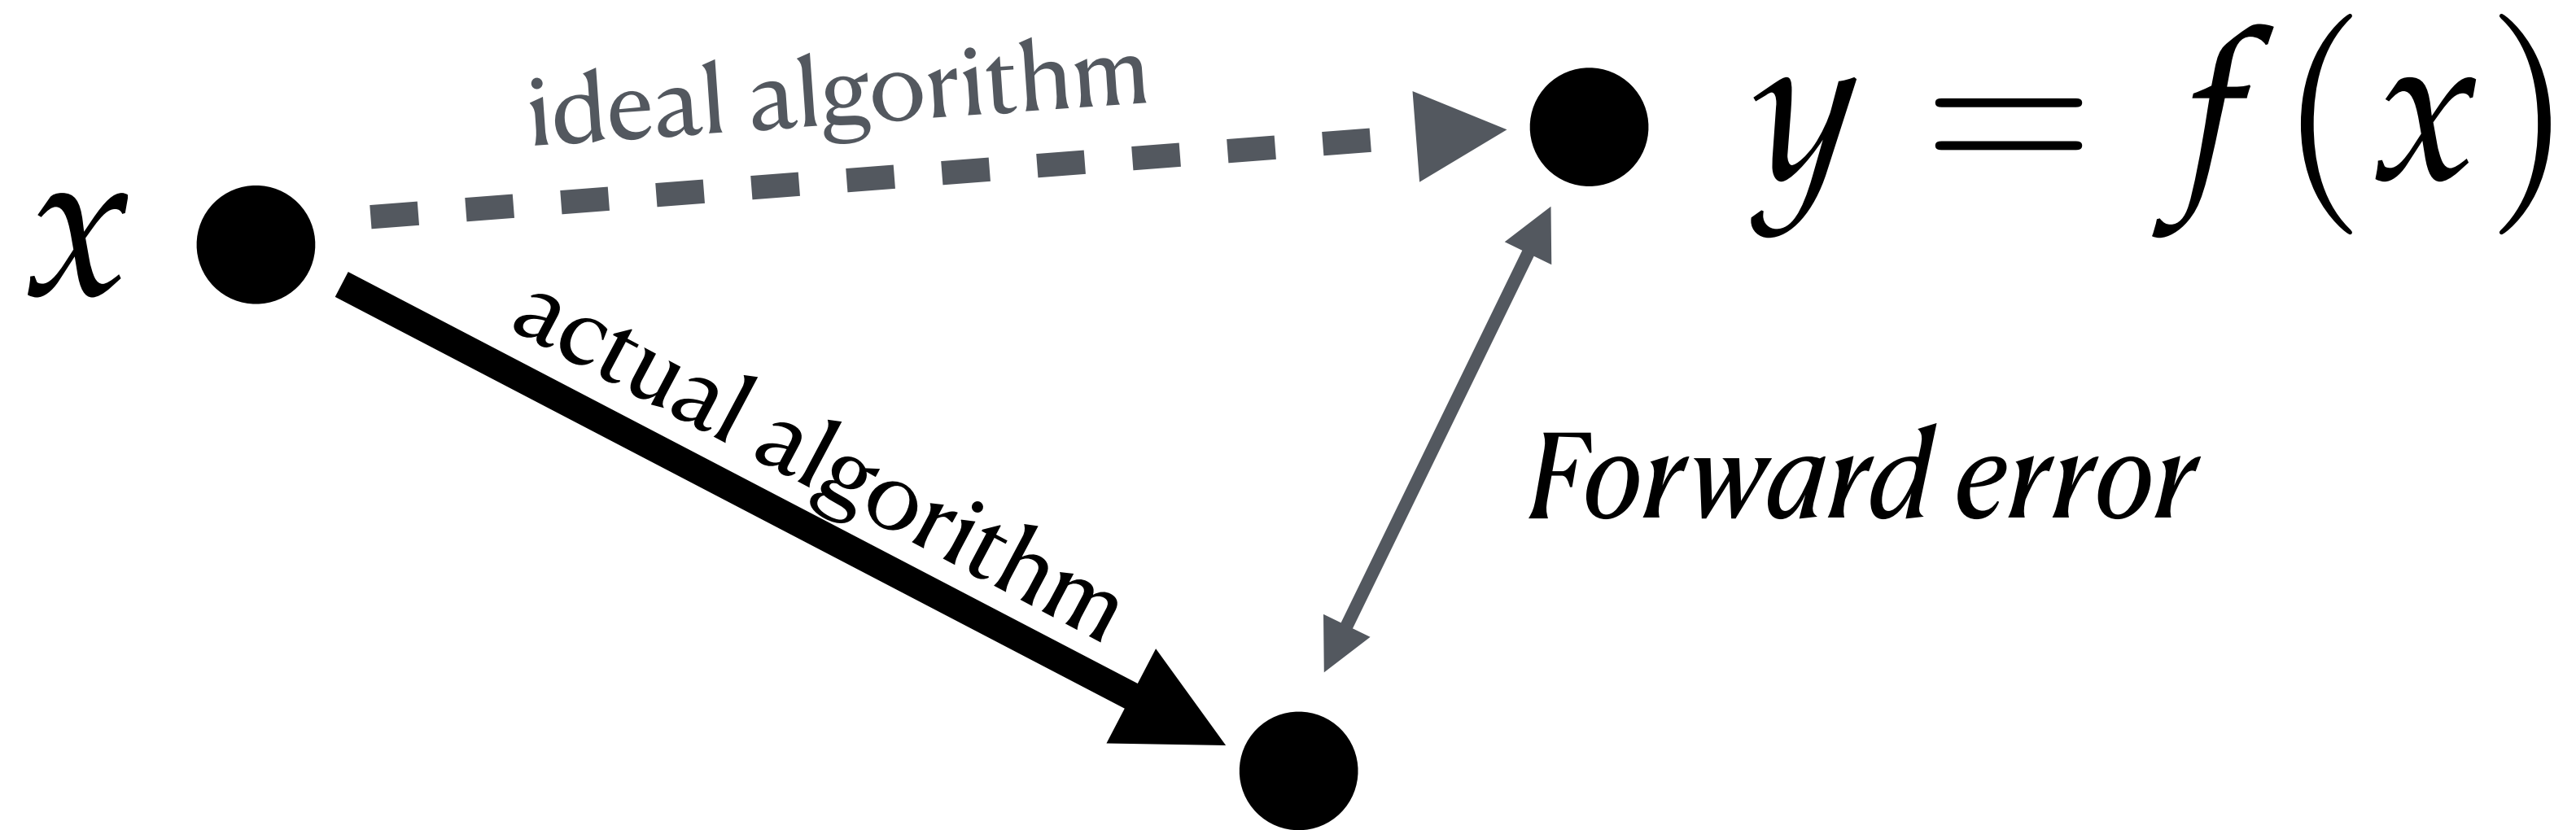 ideal algorithm
y = f(x)
x
actual algorithm
Forward error